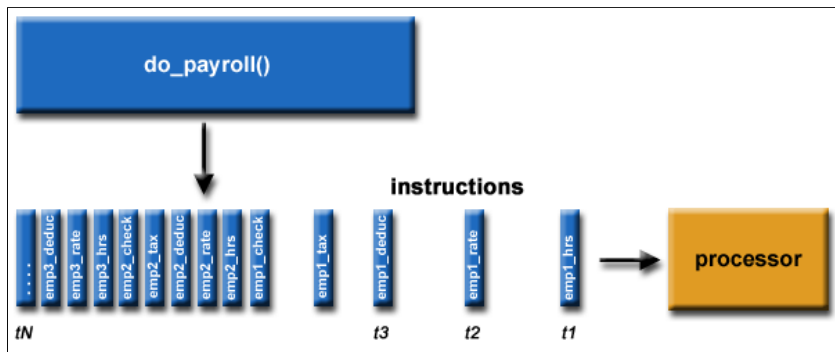 do_payroll()
instructions
....
emp3_deduc
emp3_rate
emp3_hrs
emp2_check
emp2_tax
emp2_deduc
emp2_rate
emp2_hrs
emp1_check
emp1_tax
emp1_deduc
emp1_rate
emp1_hrs
processor
tN
t3
t2
t1